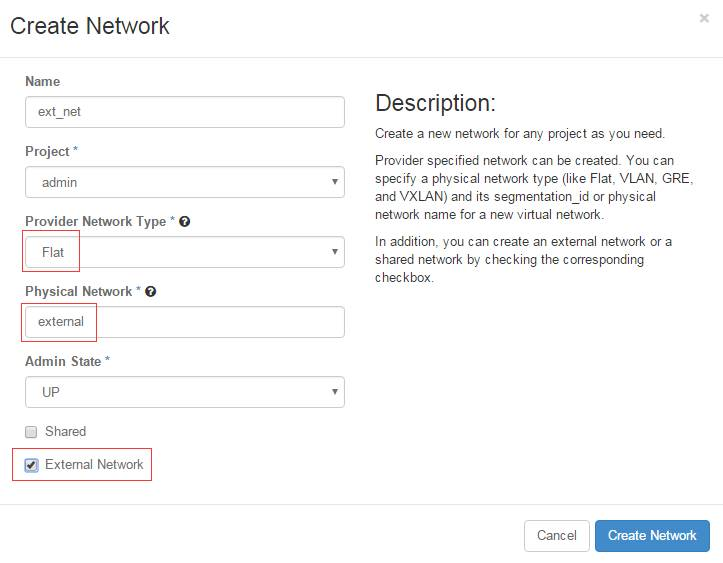 Create Network
×
Name
ext_net
Project *
admin
Provider Network Type *
Flat
Physical Network *
external
Admin State *
UP
Shared
External Network
Description:
Create a new network for any project as you need.
Provider specified network can be created. You can
specify a physical network type (like Flat, VLAN, GRE,
and VXLAN) and its segmentation_id or physical
network name for a new virtual network.
In addition, you can create an external network or a
shared network by checking the corresponding
checkbox.
Cancel
Create Network